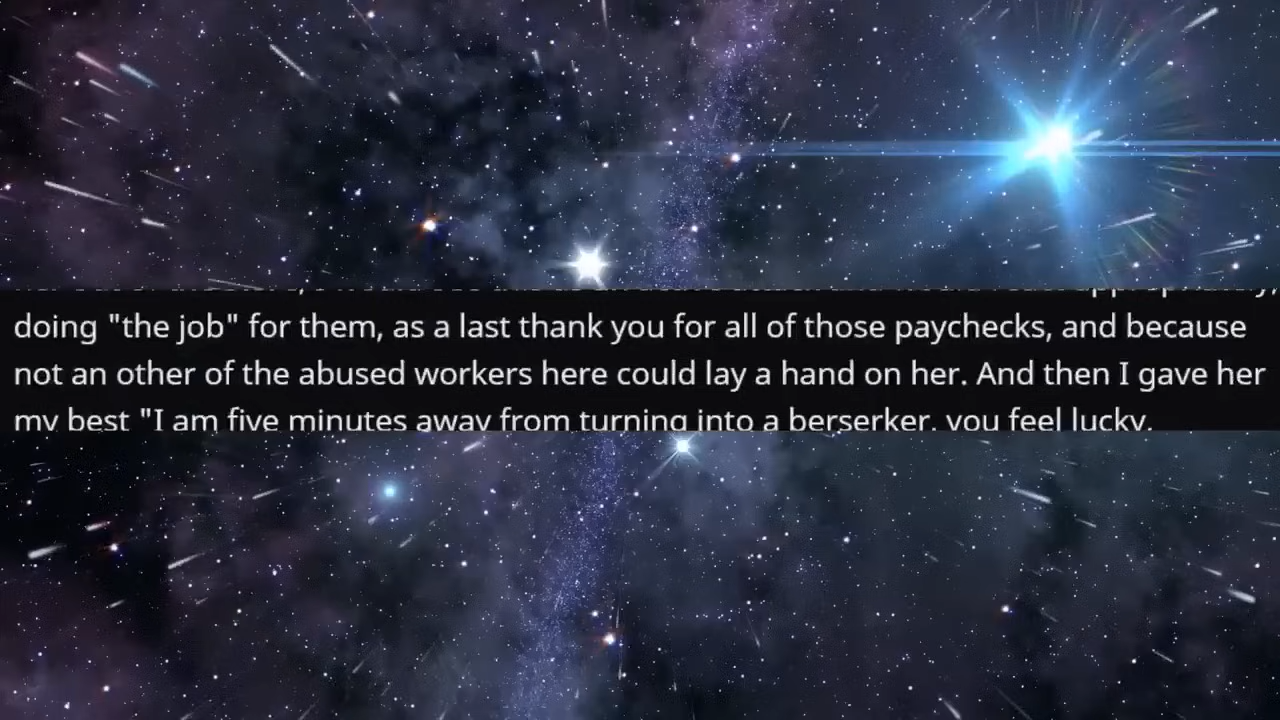 doing "the job" for them, as a last thank you for all of those paychecks, and because
not an other of the abused workers here could lay a hand on her. And then I gave her
my best "I am five minutes away from turning into a berserker, you feel lucky,